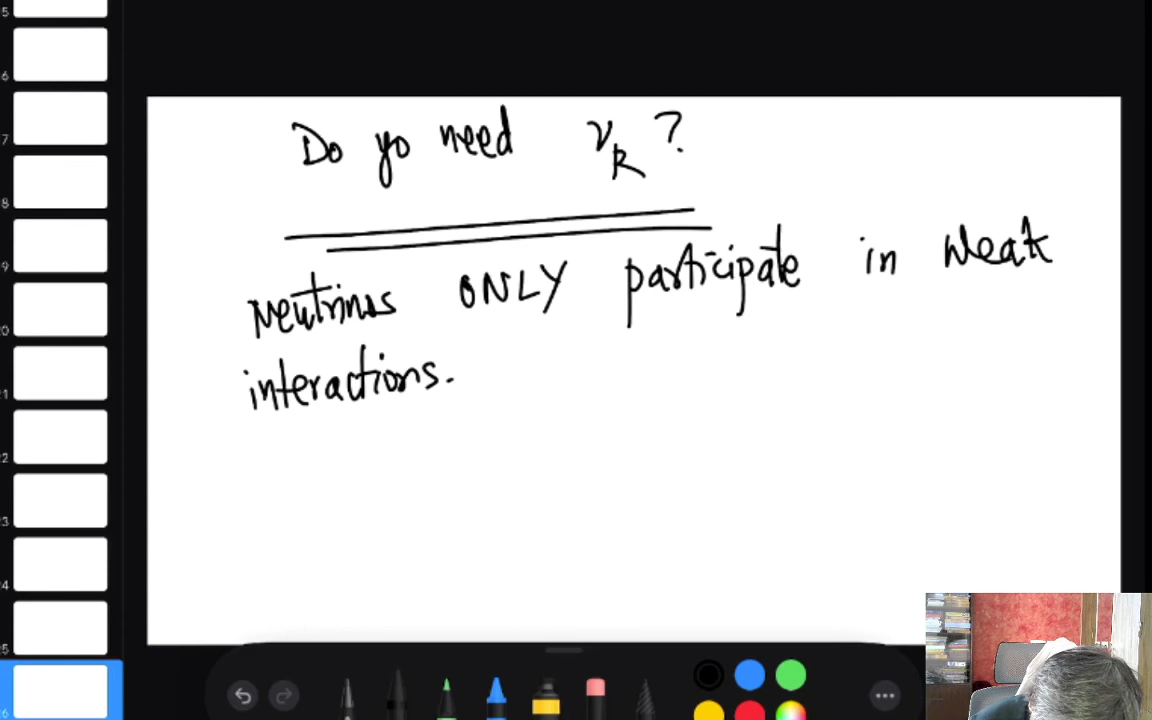 Do yo need ν_R ?
Neutrinos ONLY participate in Weak
interactions.